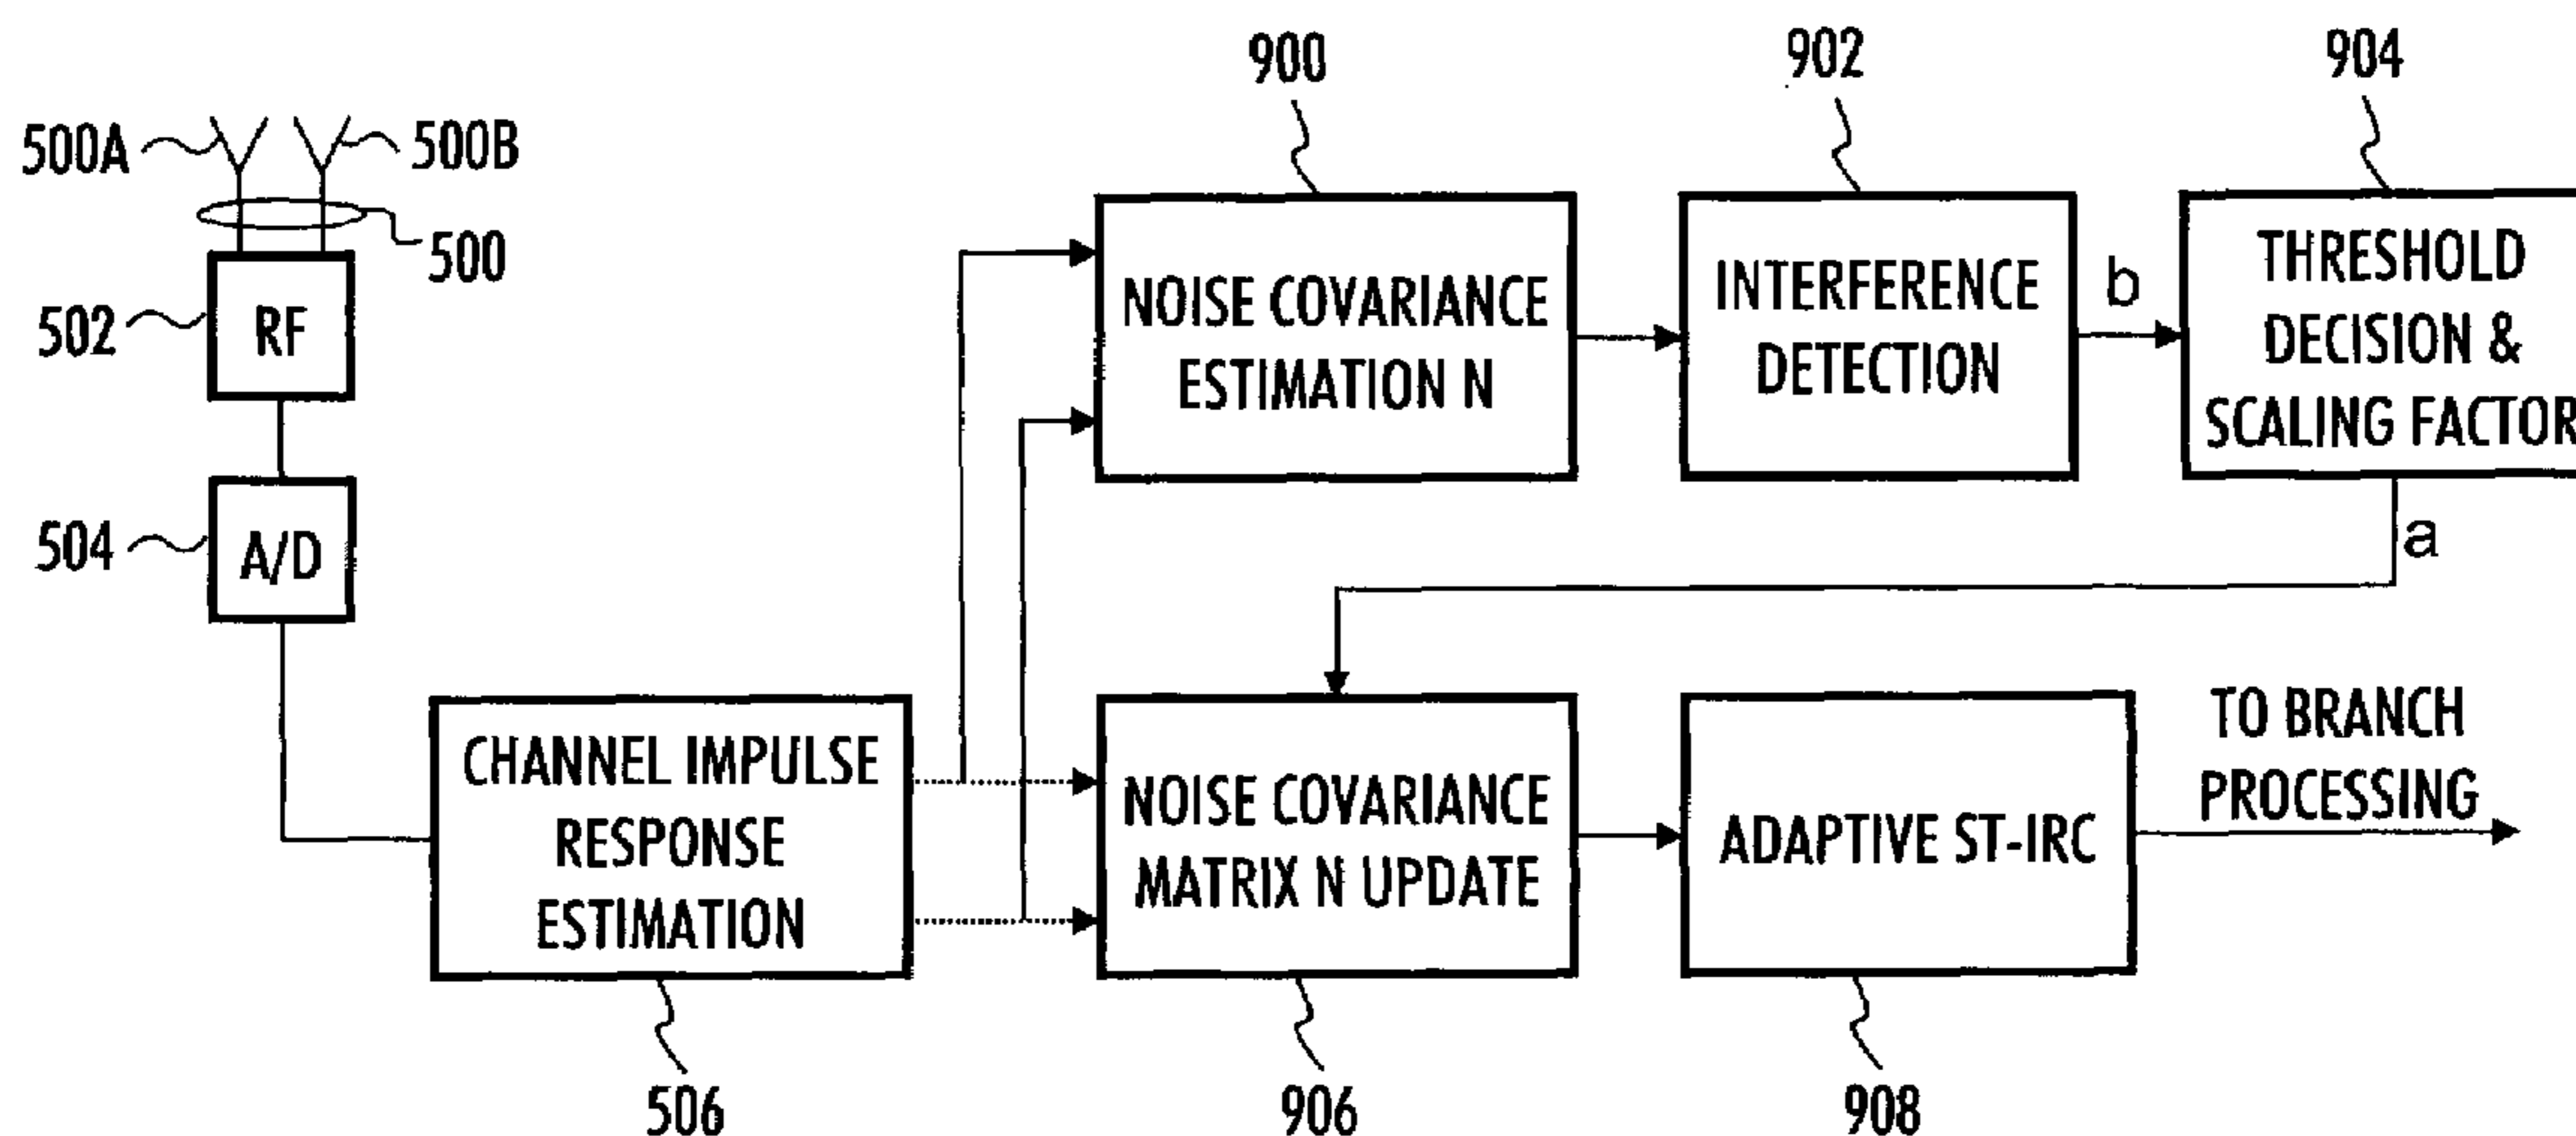 900
902
904
500A
500B
500
502
RF
504
A/D
NOISE COVARIANCE
ESTIMATION N
INTERFERENCE
DETECTION
b
THRESHOLD
DECISION &
SCALING FACTOR
a
CHANNEL IMPULSE
RESPONSE
ESTIMATION
NOISE COVARIANCE
MATRIX N UPDATE
ADAPTIVE ST-IRC
TO BRANCH
PROCESSING
506
906
908